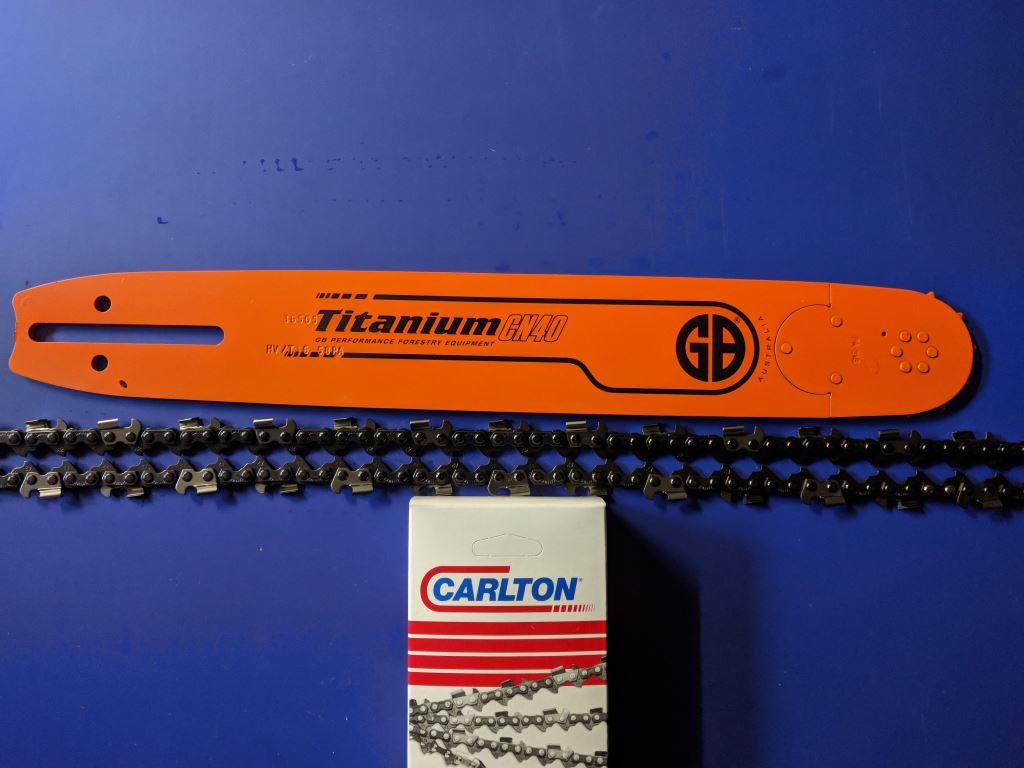 Titanium CN40
GB PERFORMANCE FORESTRY EQUIPMENT
GB®
AUSTRALIA
CARLTON®